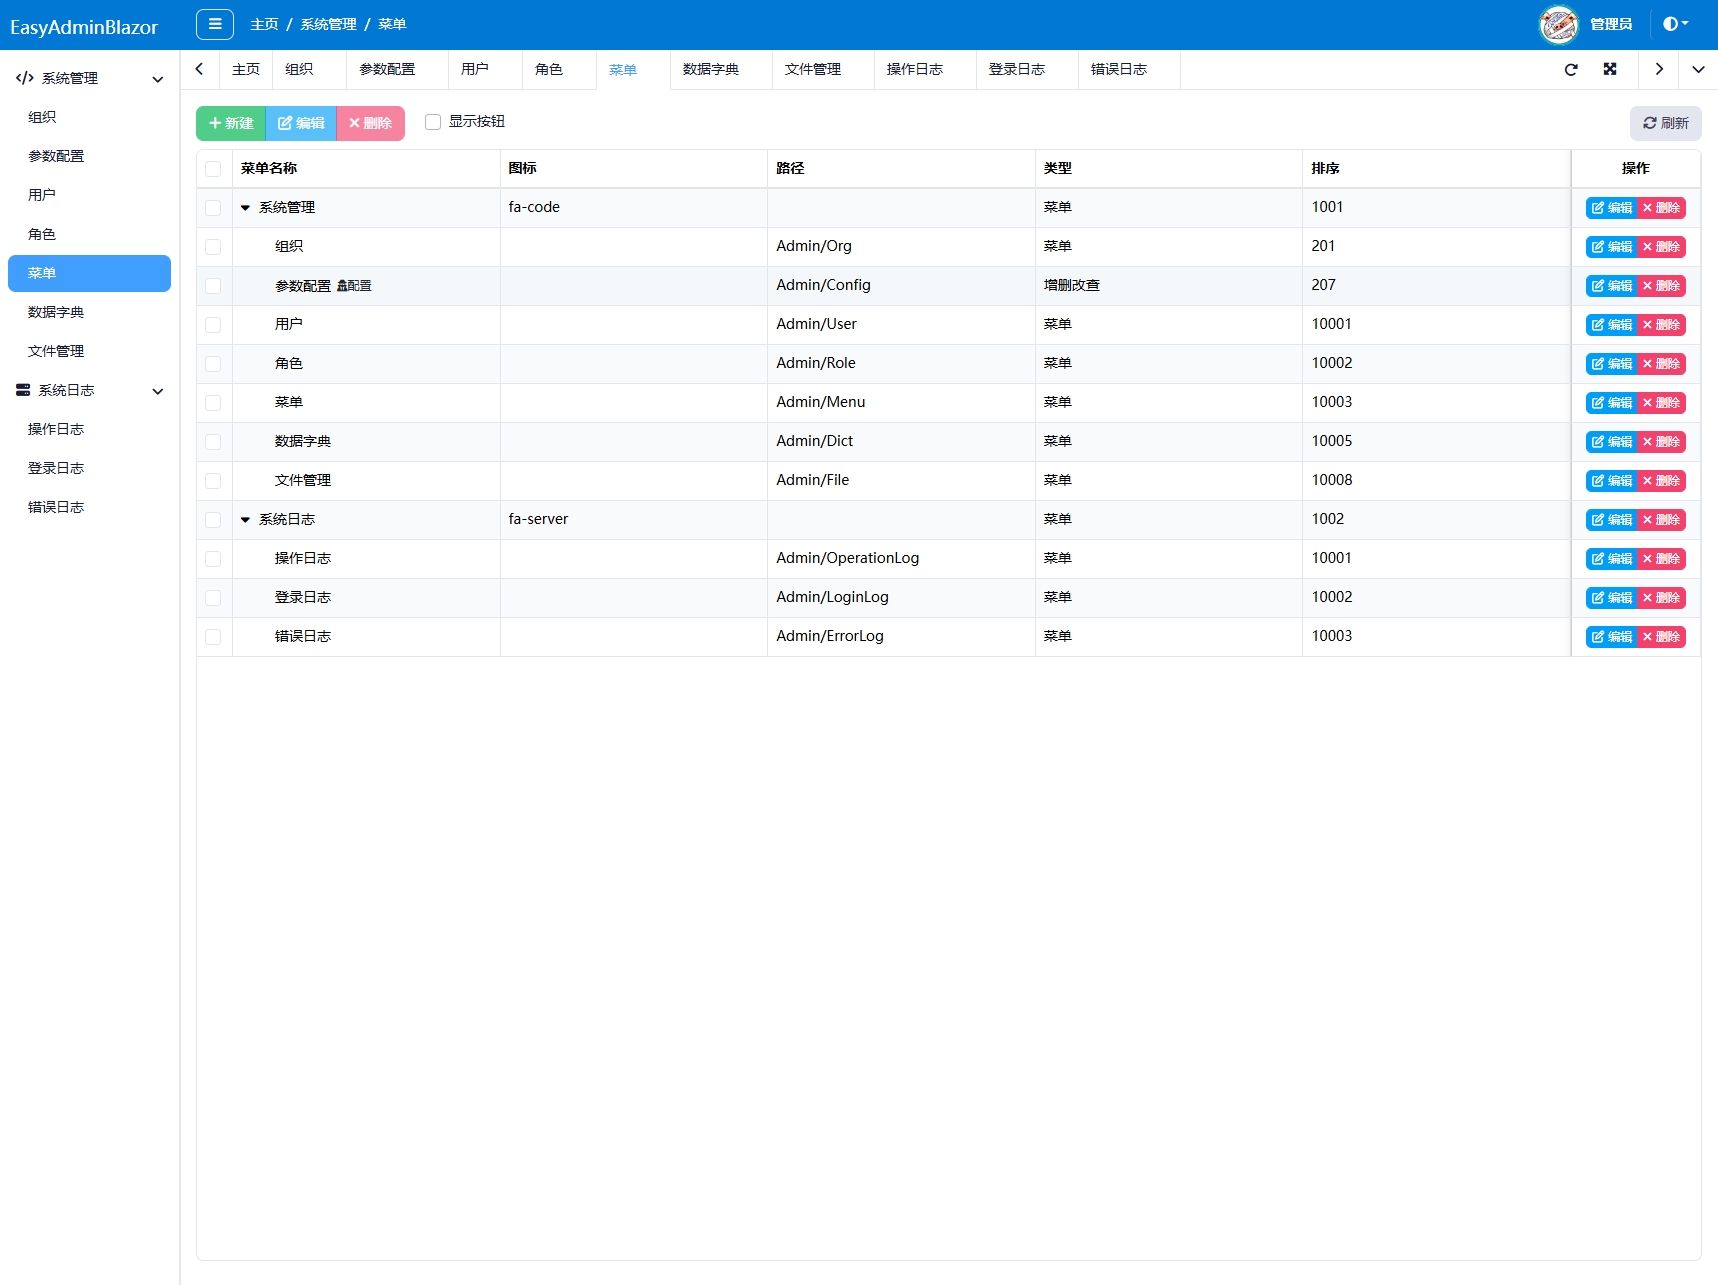 EasyAdminBlazor
主页 / 系统管理 / 菜单
管理员
系统管理
组织
参数配置
用户
角色
菜单
数据字典
文件管理
系统日志
操作日志
登录日志
错误日志
主页 组织 参数配置 用户 角色 菜单 数据字典 文件管理 操作日志 登录日志 错误日志
新建 编辑 删除 显示按钮 刷新
菜单名称 图标 路径 类型 排序 操作
系统管理 fa-code 菜单 1001 编辑 删除
组织 Admin/Org 菜单 201 编辑 删除
参数配置 配置 Admin/Config 增删改查 207 编辑 删除
用户 Admin/User 菜单 10001 编辑 删除
角色 Admin/Role 菜单 10002 编辑 删除
菜单 Admin/Menu 菜单 10003 编辑 删除
数据字典 Admin/Dict 菜单 10005 编辑 删除
文件管理 Admin/File 菜单 10008 编辑 删除
系统日志 fa-server 菜单 1002 编辑 删除
操作日志 Admin/OperationLog 菜单 10001 编辑 删除
登录日志 Admin/LoginLog 菜单 10002 编辑 删除
错误日志 Admin/ErrorLog 菜单 10003 编辑 删除